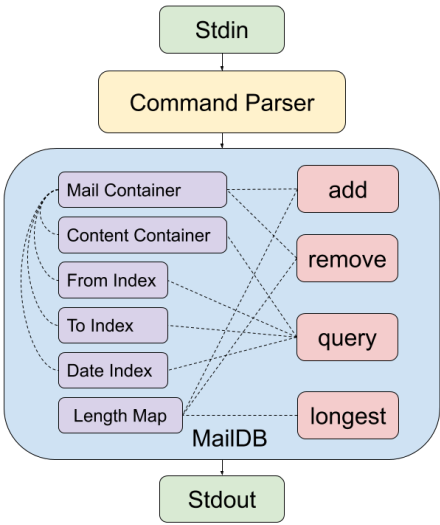 Stdin
Command Parser
Mail Container
add
Content Container
remove
From Index
To Index
query
Date Index
Length Map
longest
MailDB
Stdout